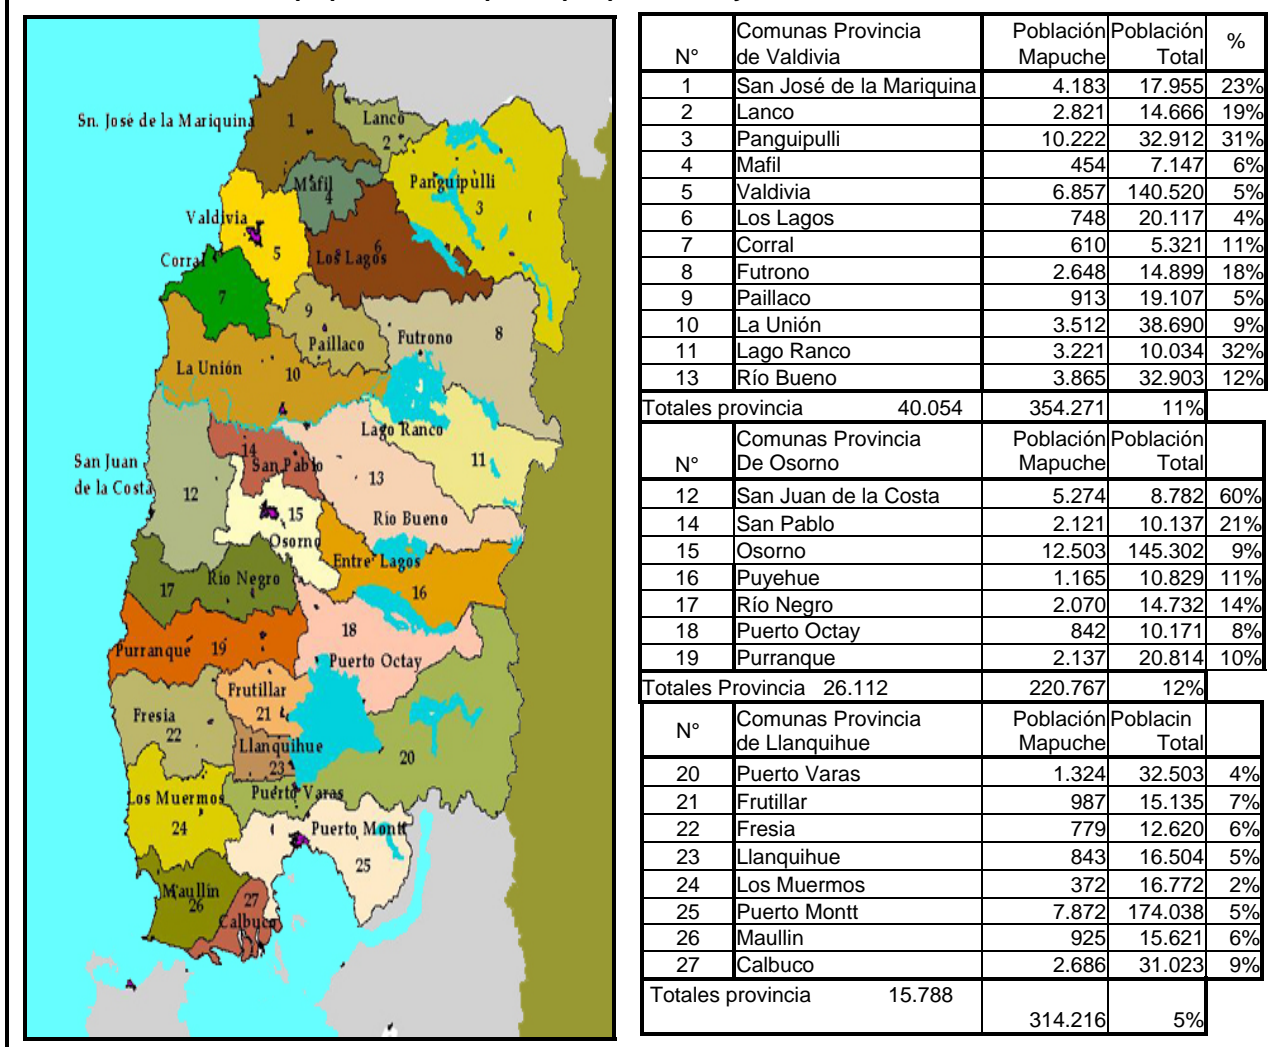 Sn. José de la Mariquina
1
Lanco
2
Panguipulli
3
Mafil
4
Valdivia
5
Los Lagos
6
Corral
7
Futrono
8
9
Paillaco
La Unión
10
Lago Ranco
11
San Juan
de la Costa
12
14
San Pablo
13
Río Bueno
15
Osorno
Entre Lagos
16
Río Negro
17
18
Puerto Octay
Purranque
19
Frutillar
21
Fresia
22
Llanquihue
23
20
Puerto Varas
Los Muermos
24
Puerto Montt
25
Maullín
26
27
Calbuco
N° Comunas Provincia de Valdivia Población Mapuche Población Total %
1 San José de la Mariquina 4.183 17.955 23%
2 Lanco 2.821 14.666 19%
3 Panguipulli 10.222 32.912 31%
4 Mafil 454 7.147 6%
5 Valdivia 6.857 140.520 5%
6 Los Lagos 748 20.117 4%
7 Corral 610 5.321 11%
8 Futrono 2.648 14.899 18%
9 Paillaco 913 19.107 5%
10 La Unión 3.512 38.690 9%
11 Lago Ranco 3.221 10.034 32%
13 Río Bueno 3.865 32.903 12%
Totales provincia 40.054 354.271 11%
N° Comunas Provincia De Osorno Población Mapuche Población Total
12 San Juan de la Costa 5.274 8.782 60%
14 San Pablo 2.121 10.137 21%
15 Osorno 12.503 145.302 9%
16 Puyehue 1.165 10.829 11%
17 Río Negro 2.070 14.732 14%
18 Puerto Octay 842 10.171 8%
19 Purranque 2.137 20.814 10%
Totales Provincia 26.112 220.767 12%
N° Comunas Provincia de Llanquihue Población Mapuche Poblacin Total
20 Puerto Varas 1.324 32.503 4%
21 Frutillar 987 15.135 7%
22 Fresia 779 12.620 6%
23 Llanquihue 843 16.504 5%
24 Los Muermos 372 16.772 2%
25 Puerto Montt 7.872 174.038 5%
26 Maullin 925 15.621 6%
27 Calbuco 2.686 31.023 9%
Totales provincia 15.788
314.216 5%